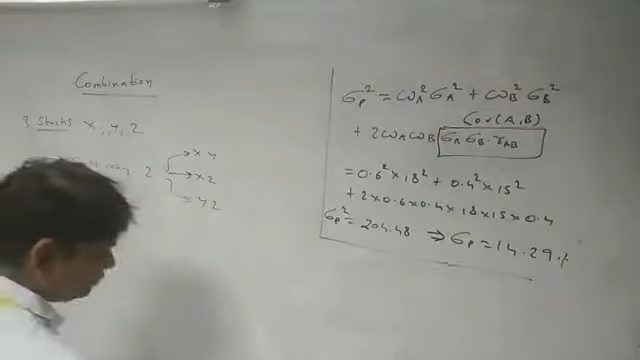 Combination
3 Stocks X, Y, Z
any 2
→ X Y
→ X Z
→ Y Z
σp² = ωA² σA² + ωB² σB²
Cov(A,B)
+ 2ωA ωB σA σB · rAB
= 0.6² × 18² + 0.4² × 15²
+ 2 × 0.6 × 0.4 × 18 × 15 × 0.4
σp² = 204.48 ⇒ σp = 14.29%